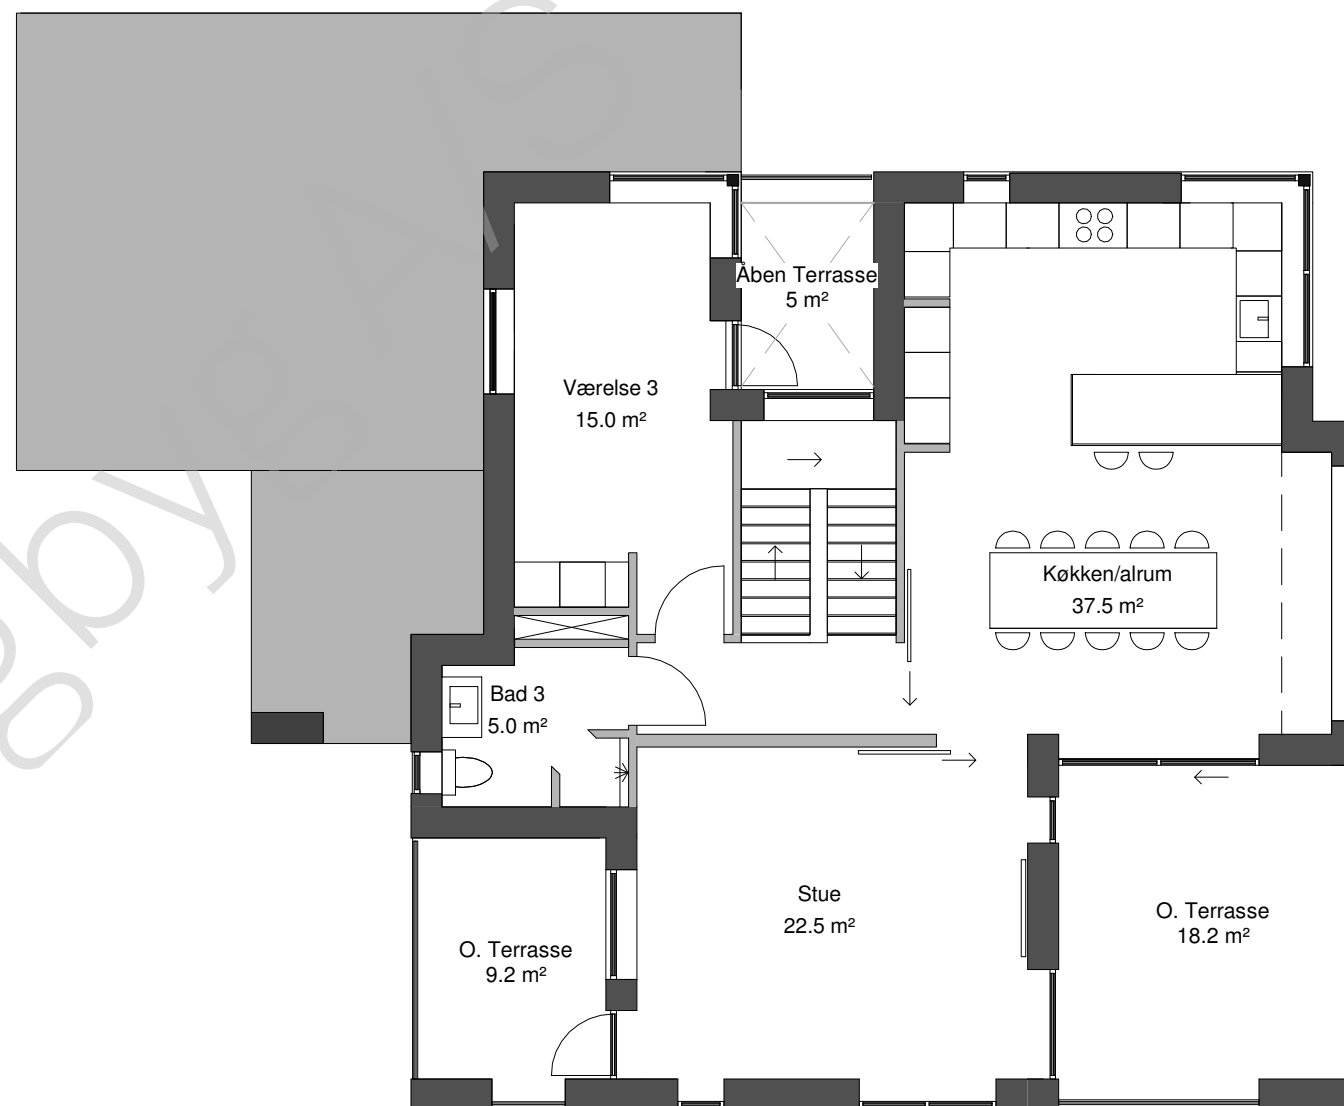 Åben Terrasse
5 m²
Værelse 3
15.0 m²
Køkken/alrum
37.5 m²
Bad 3
5.0 m²
Stue
22.5 m²
O. Terrasse
18.2 m²
O. Terrasse
9.2 m²
gbyg A/S